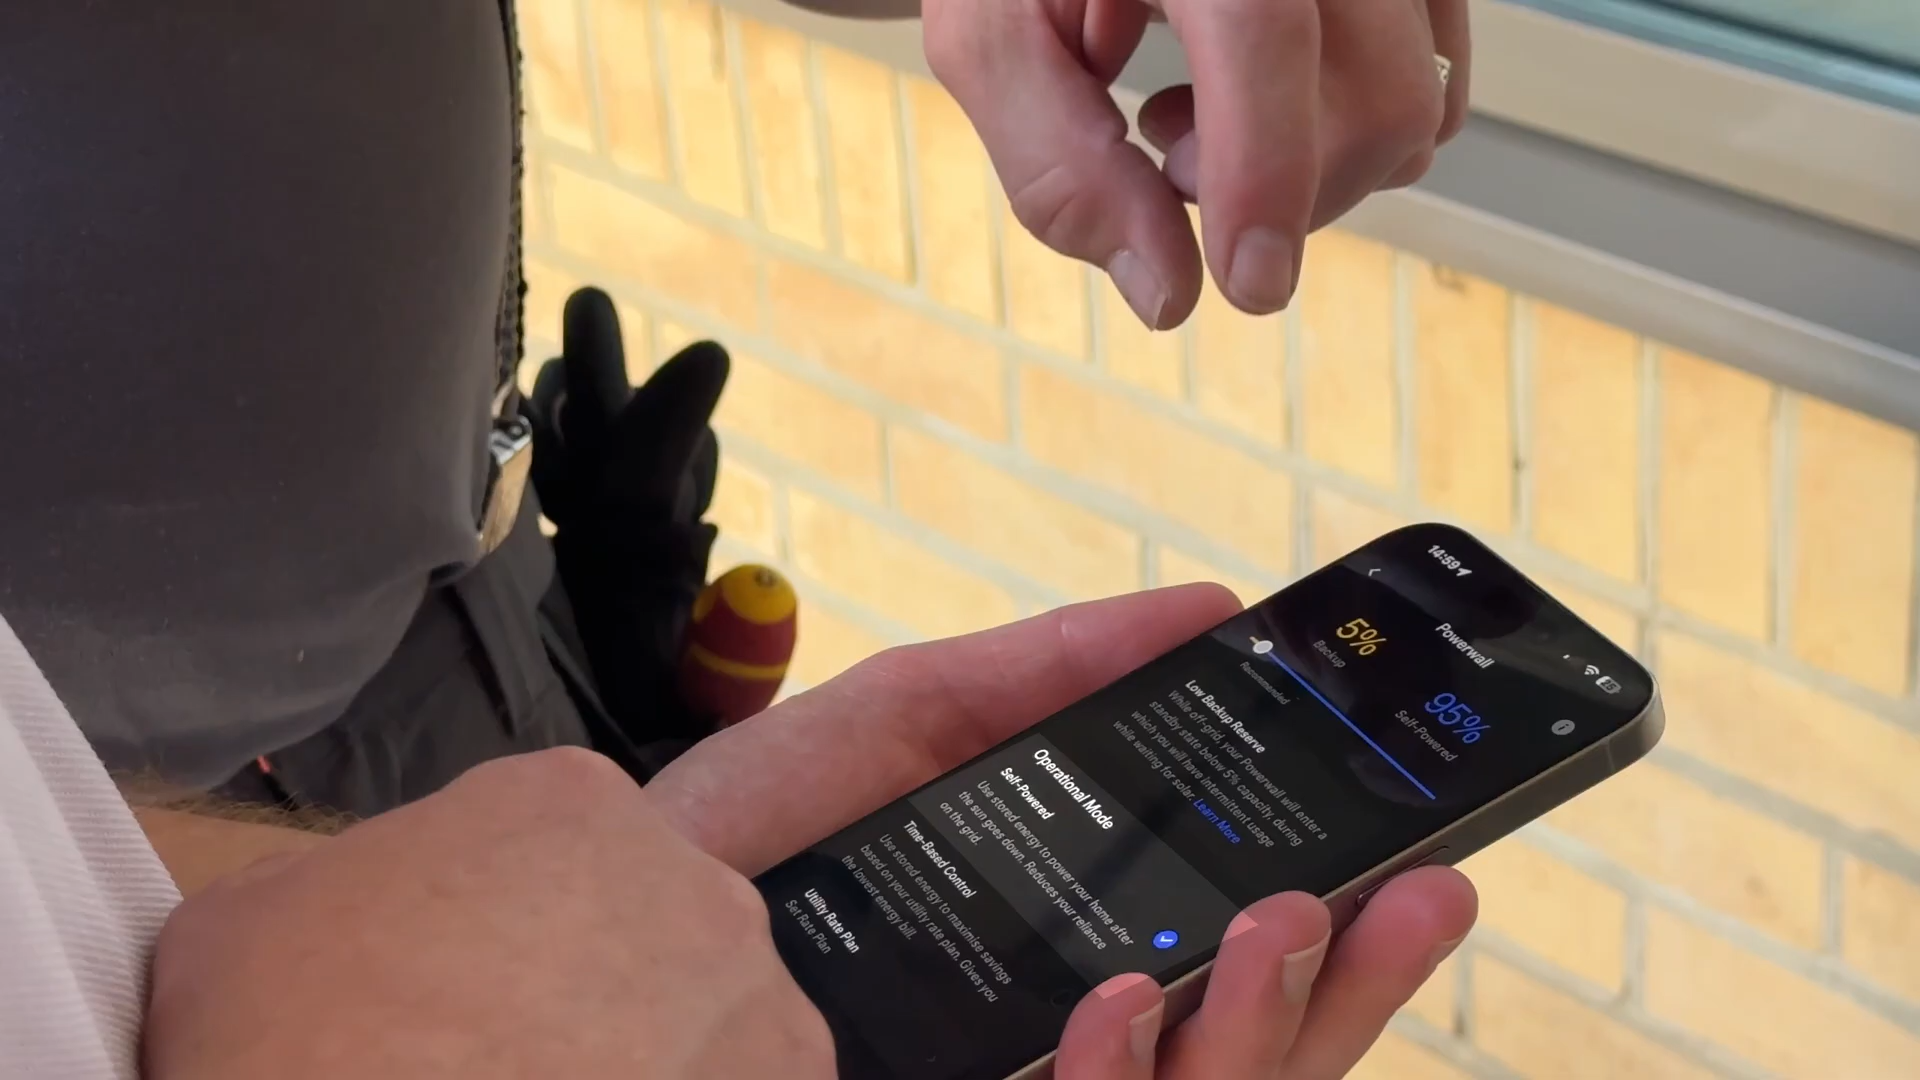 14:59
Powerwall
5%
Backup
95%
Self-Powered
Recommended
Low Backup Reserve
While off-grid, your Powerwall will enter a
standby state below 5% capacity, during
which you will have intermittent usage
while waiting for solar. Learn More
Operational Mode
Self-Powered
Use stored energy to power your home after
the sun goes down. Reduces your reliance
on the grid.
Time-Based Control
Use stored energy to maximise savings
based on your utility rate plan. Gives you
the lowest energy bill.
Utility Rate Plan
Set Rate Plan